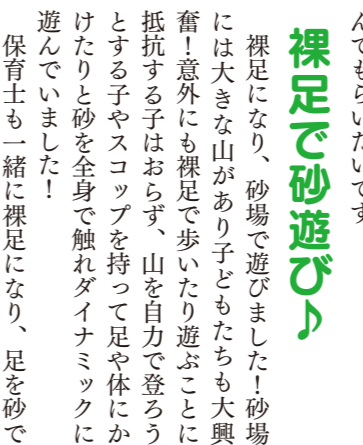 んでもらいたいです
裸足で砂遊び♪
裸足になり、砂場で遊びました！砂場
には大きな山があり子どもたちも大興
奮！意外にも裸足で歩いたり遊ぶことに
抵抗する子はおらず、山を自力で登ろう
とする子やスコップを持って足や体にか
けたりと砂を全身で触れダイナミックに
遊んでいました！
保育士も一緒に裸足になり、足を砂で